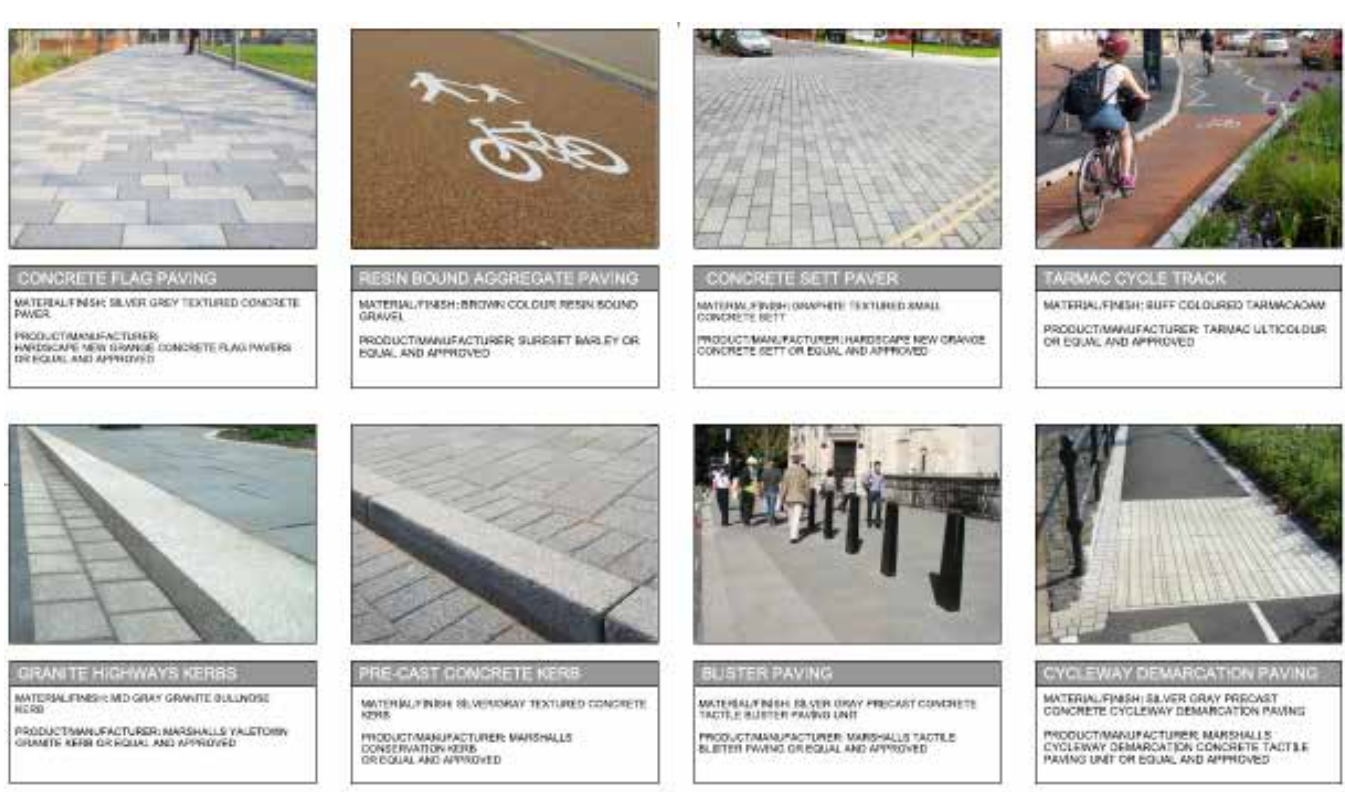 CONCRETE FLAG PAVING
MATERIAL/FINISH: SILVER GREY TEXTURED CONCRETE
PAVER
PRODUCT/MANUFACTURER:
HARDSCAPE NEW GRANGE CONCRETE FLAG PAVERS
OR EQUAL AND APPROVED
RESIN BOUND AGGREGATE PAVING
MATERIAL/FINISH: BROWN COLOUR RESIN BOUND
GRAVEL
PRODUCT/MANUFACTURER: SURESET BARLEY OR
EQUAL AND APPROVED
CONCRETE SETT PAVER
MATERIAL/FINISH: GRAPHITE TEXTURED SMALL
CONCRETE SETT
PRODUCT/MANUFACTURER: HARDSCAPE NEW GRANGE
CONCRETE SETT OR EQUAL AND APPROVED
TARMAC CYCLE TRACK
MATERIAL/FINISH: BUFF COLOURED TARMACADAM
PRODUCT/MANUFACTURER: TARMAC ULTICOLOUR
OR EQUAL AND APPROVED
GRANITE HIGHWAYS KERBS
MATERIAL/FINISH: MID GRAY GRANITE BULLNOSE
KERB
PRODUCT/MANUFACTURER: MARSHALLS YALETOWN
GRANITE KERB OR EQUAL AND APPROVED
PRE-CAST CONCRETE KERB
MATERIAL/FINISH: SILVER/GRAY TEXTURED CONCRETE
KERB
PRODUCT/MANUFACTURER: MARSHALLS
CONSERVATION KERB
OR EQUAL AND APPROVED
BLISTER PAVING
MATERIAL/FINISH: SILVER GRAY PRECAST CONCRETE
TACTILE BLISTER PAVING UNIT
PRODUCT/MANUFACTURER: MARSHALLS TACTILE
BLISTER PAVING OR EQUAL AND APPROVED
CYCLEWAY DEMARCATION PAVING
MATERIAL/FINISH: SILVER GRAY PRECAST
CONCRETE CYCLEWAY DEMARCATION PAVING
PRODUCT/MANUFACTURER: MARSHALLS
CYCLEWAY DEMARCATION CONCRETE TACTILE
PAVING UNIT OR EQUAL AND APPROVED